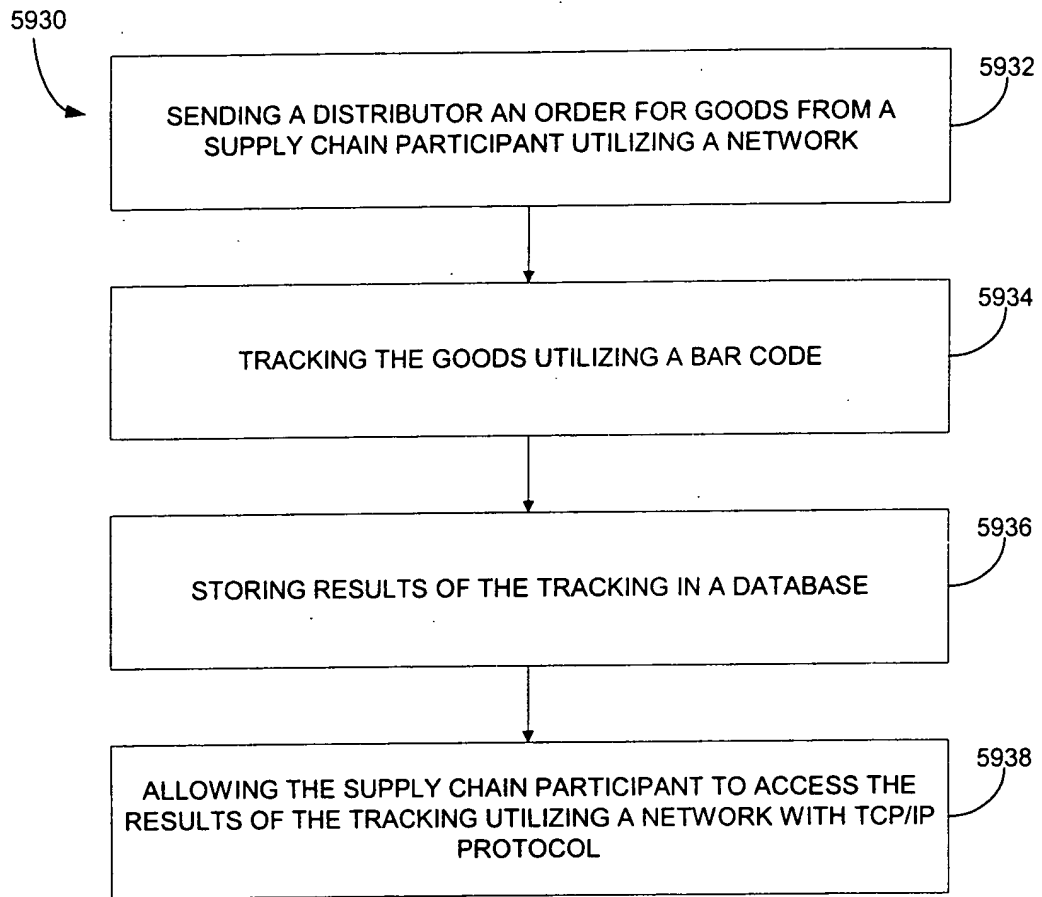 5930
5932
SENDING A DISTRIBUTOR AN ORDER FOR GOODS FROM A
SUPPLY CHAIN PARTICIPANT UTILIZING A NETWORK
5934
TRACKING THE GOODS UTILIZING A BAR CODE
5936
STORING RESULTS OF THE TRACKING IN A DATABASE
5938
ALLOWING THE SUPPLY CHAIN PARTICIPANT TO ACCESS THE
RESULTS OF THE TRACKING UTILIZING A NETWORK WITH TCP/IP
PROTOCOL